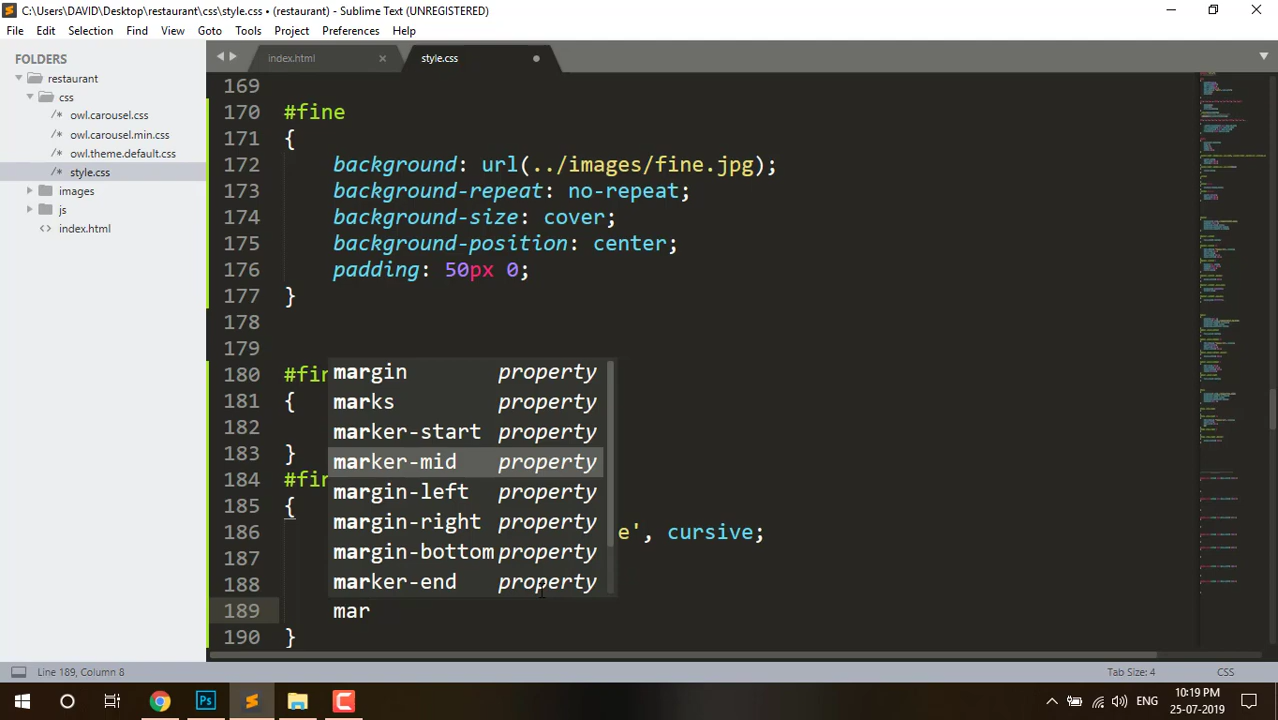 C:\Users\DAVID\Desktop\restaurant\css\style.css • (restaurant) - Sublime Text (UNREGISTERED)
File Edit Selection Find View Goto Tools Project Preferences Help
FOLDERS
restaurant
css
/* owl.carousel.css
/* owl.carousel.min.css
/* owl.theme.default.css
/* style.css
images
js
<> index.html
index.html ×
style.css
169
170 #fine
171 {
172 background: url(../images/fine.jpg);
173 background-repeat: no-repeat;
174 background-size: cover;
175 background-position: center;
176 padding: 50px 0;
177 }
178
179
180 #fin
181 {
182
183 }
184 #fin
185 {
186 e', cursive;
187
188
189 mar
190 }
margin property
marks property
marker-start property
marker-mid property
margin-left property
margin-right property
margin-bottom property
marker-end property
Line 189, Column 8
Tab Size: 4
CSS
Ps
ENG
10:19 PM
25-07-2019